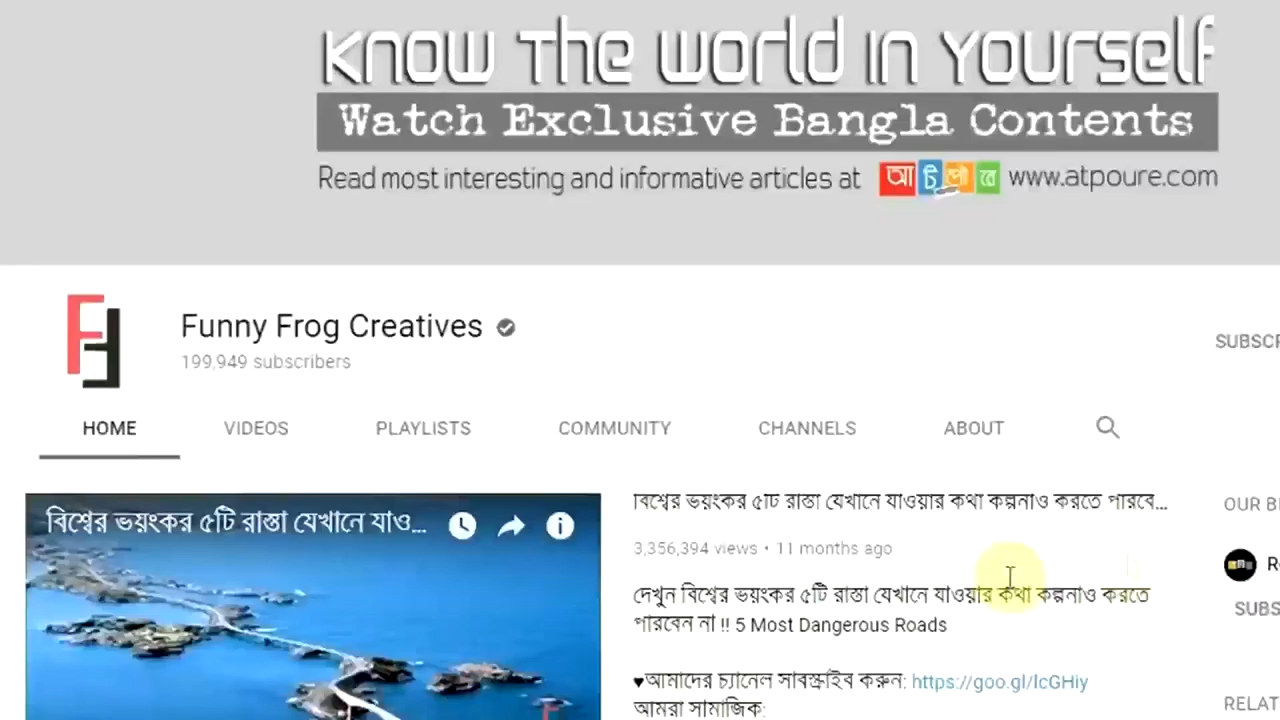 Know The World In Yourself
Watch Exclusive Bangla Contents
Read most interesting and informative articles at আটপৌরে www.atpoure.com
Funny Frog Creatives
199,949 subscribers
SUBSCR
HOME VIDEOS PLAYLISTS COMMUNITY CHANNELS ABOUT
বিশ্বের ভয়ংকর ৫টি রাস্তা যেখানে যাও...
বিশ্বের ভয়ংকর ৫টি রাস্তা যেখানে যাওয়ার কথা কল্পনাও করতে পারবে...
3,356,394 views • 11 months ago
দেখুন বিশ্বের ভয়ংকর ৫টি রাস্তা যেখানে যাওয়ার কথা কল্পনাও করতে
পারবেন না !! 5 Most Dangerous Roads
♥আমাদের চ্যানেল সাবস্ক্রাইব করুন: https://goo.gl/lcGHiy
আমরা সামাজিক:
OUR B
R
SUBS
RELAT